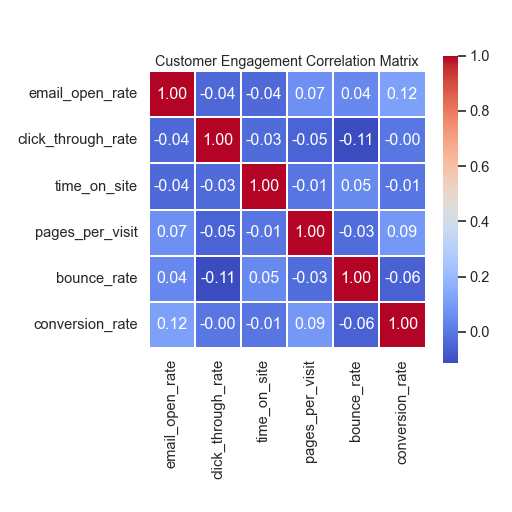 Customer Engagement Correlation Matrix
email_open_rate 1.00 -0.04 -0.04 0.07 0.04 0.12
click_through_rate -0.04 1.00 -0.03 -0.05 -0.11 -0.00
time_on_site -0.04 -0.03 1.00 -0.01 0.05 -0.01
pages_per_visit 0.07 -0.05 -0.01 1.00 -0.03 0.09
bounce_rate 0.04 -0.11 0.05 -0.03 1.00 -0.06
conversion_rate 0.12 -0.00 -0.01 0.09 -0.06 1.00
email_open_rate
click_through_rate
time_on_site
pages_per_visit
bounce_rate
conversion_rate
1.0
0.8
0.6
0.4
0.2
0.0